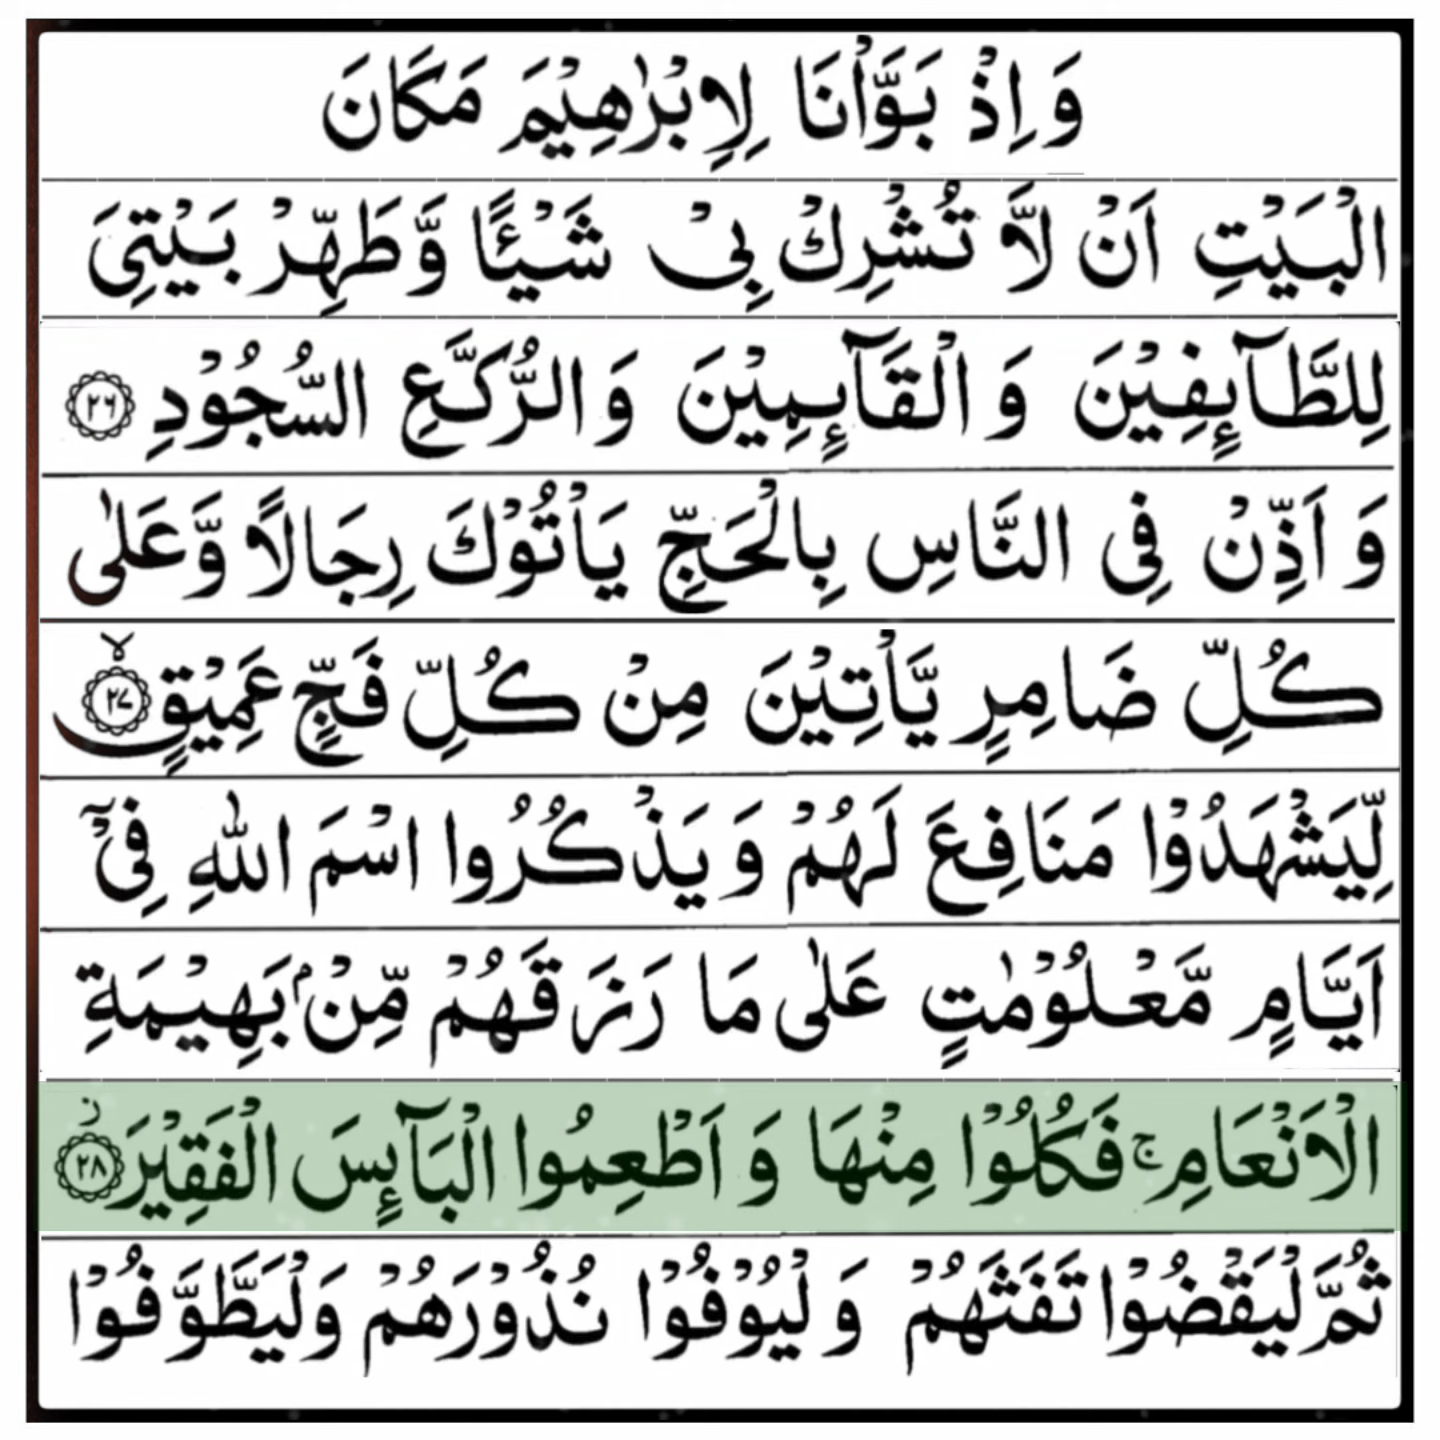 وَ اِذْ بَوَّاْنَا لِاِبْرٰهِيْمَ مَكَانَ
الْبَيْتِ اَنْ لَّا تُشْرِكْ بِىْ شَيْـًٔا وَّ طَهِّرْ بَيْتِىَ
لِلطَّآئِفِيْنَ وَ الْقَآئِمِيْنَ وَ الرُّكَّعِ السُّجُوْدِ ۲۶
وَ اَذِّنْ فِى النَّاسِ بِالْحَجِّ يَاْتُوْكَ رِجَالًا وَّ عَلٰى
كُلِّ ضَامِرٍ يَّاْتِيْنَ مِنْ كُلِّ فَجٍّ عَمِيْقٍ ۙ ۲۷
لِّيَشْهَدُوْا مَنَافِعَ لَهُمْ وَ يَذْكُرُوا اسْمَ اللّٰهِ فِىْٓ
اَيَّامٍ مَّعْلُوْمٰتٍ عَلٰى مَا رَزَقَهُمْ مِّنْۢ بَهِيْمَةِ
الْاَنْعَامِ ۚ فَكُلُوْا مِنْهَا وَ اَطْعِمُوا الْبَآئِسَ الْفَقِيْرَ ز ۲۸
ثُمَّ لْيَقْضُوْا تَفَثَهُمْ وَ لْيُوْفُوْا نُذُوْرَهُمْ وَلْيَطَّوَّفُوْا